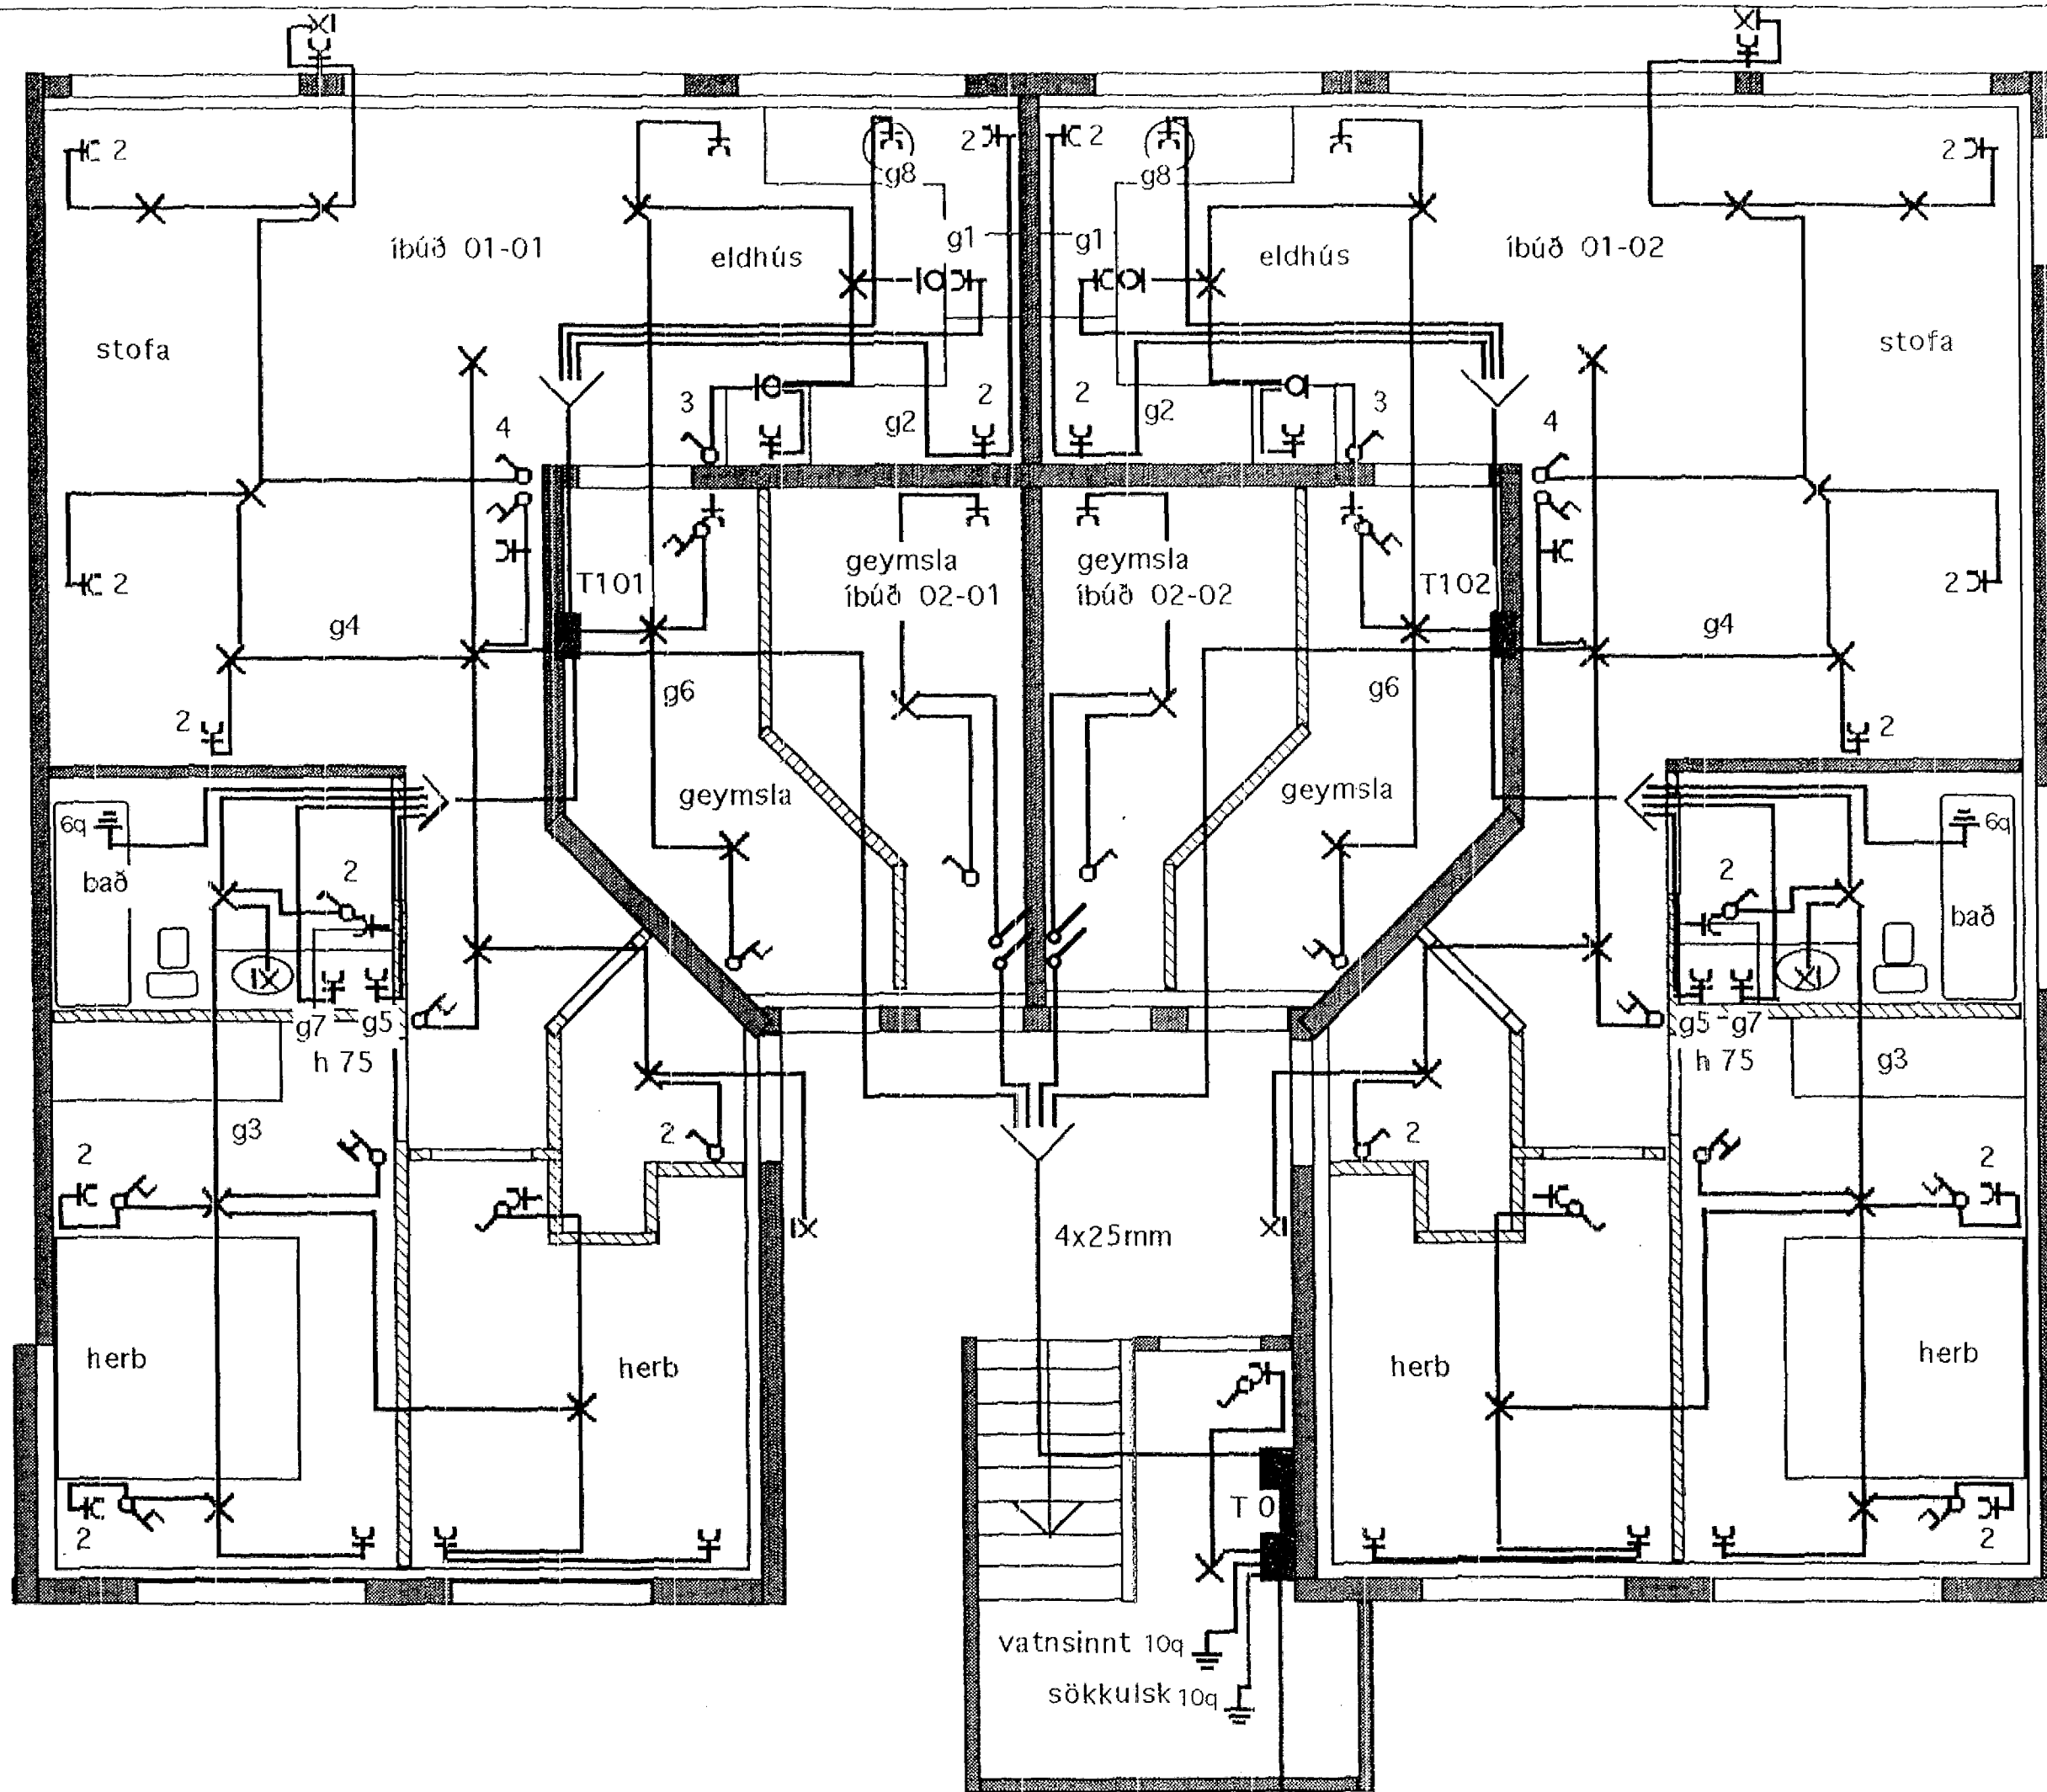 2
2
2
2
g8
g8
íbúð 01-01
eldhús
g1
g1
eldhús
íbúð 01-02
stofa
stofa
4
3
g2
2
2
g2
3
4
2
T101
geymsla
íbúð 02-01
geymsla
íbúð 02-02
T102
2
g4
g6
g6
g4
2
geymsla
geymsla
2
6q
bað
2
2
6q
bað
g7
g5
h 75
g5
g7
h 75
g3
g3
2
2
2
2
4x25mm
herb
herb
herb
herb
2
T 0
2
vatnsinnt 10q
sökkulsk 10q